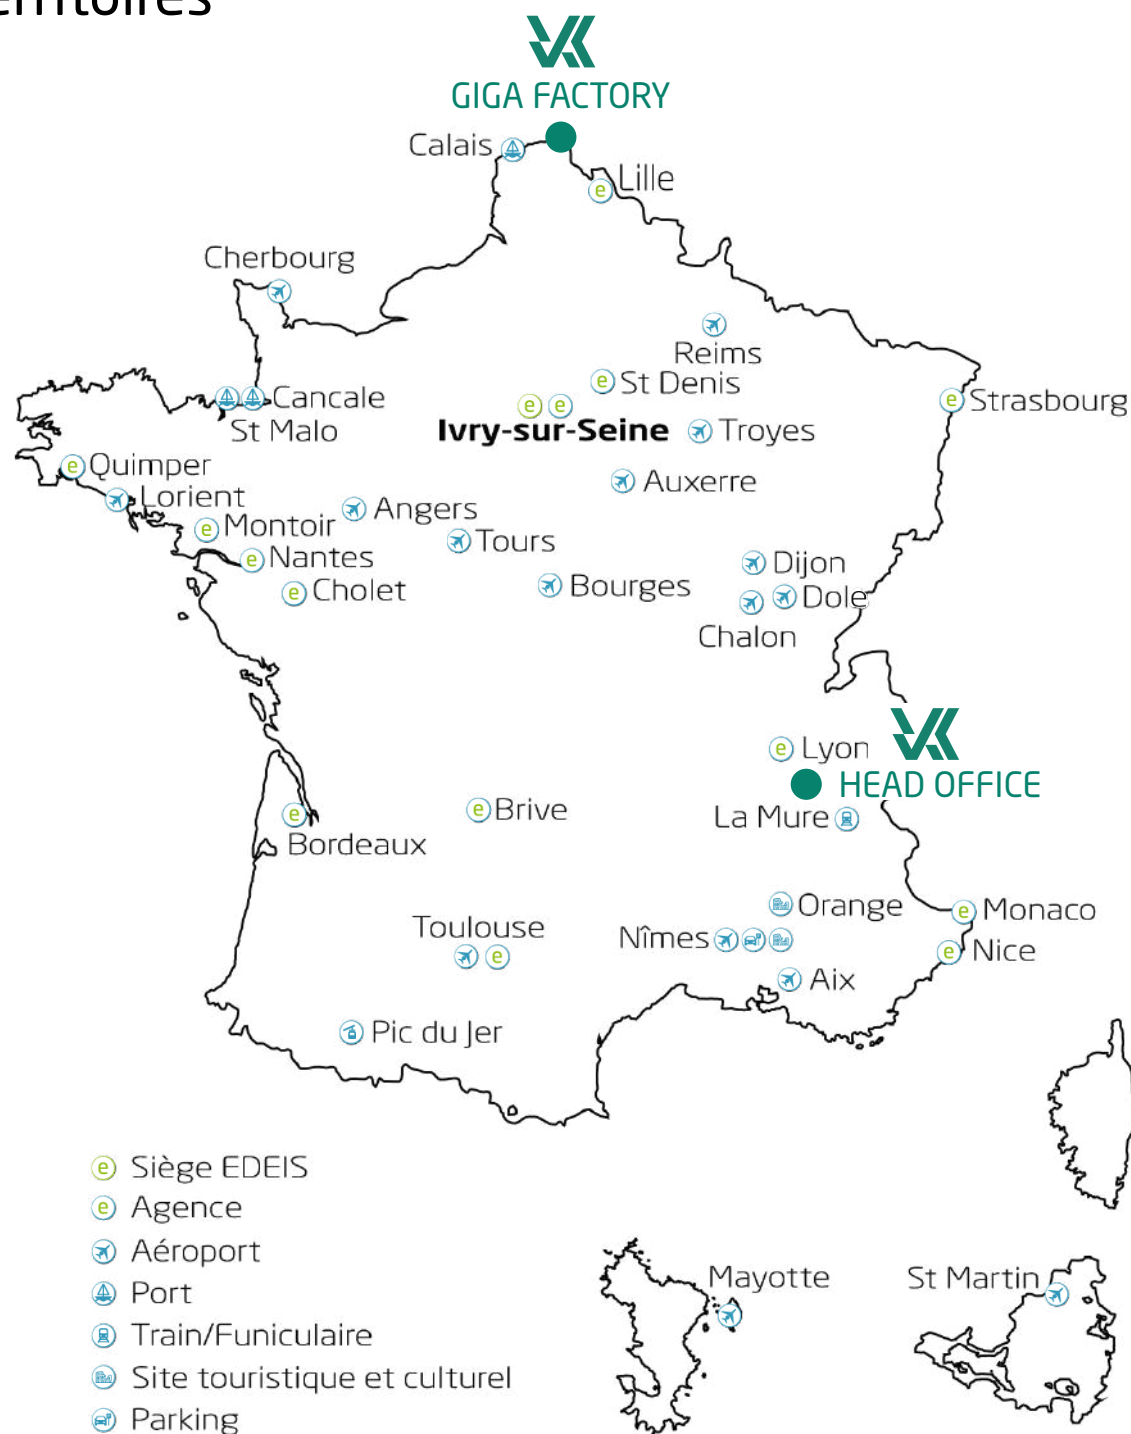 erritoires
GIGA FACTORY
Calais
Lille
Cherbourg
Reims
St Denis
Cancale
Strasbourg
St Malo
Ivry-sur-Seine
Troyes
Quimper
Auxerre
Lorient
Angers
Montoir
Tours
Nantes
Dijon
Cholet
Bourges
Dole
Chalon
Lyon
HEAD OFFICE
Brive
La Mure
Bordeaux
Orange
Monaco
Toulouse
Nîmes
Nice
Aix
Pic du Jer
Siège EDEIS
Agence
Aéroport
Mayotte
St Martin
Port
Train/Funiculaire
Site touristique et culturel
Parking